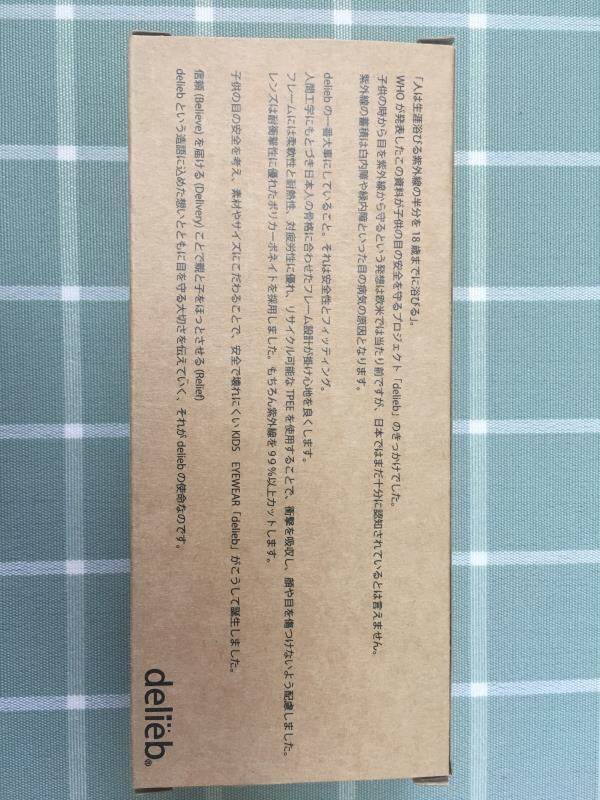 「人は生涯浴びる紫外線の半分を 18 歳までに浴びる」。
WHO が発表したこの資料が子供の目の安全を守るプロジェクト「delieb」のきっかけでした。
子供の時から目を紫外線から守るという発想は欧米では当たり前ですが、日本ではまだ十分に認知されているとは言えません。
紫外線の蓄積は白内障や緑内障といった目の病気の原因となります。
delieb の一番大事にしていること。それは安全性とフィッティング。
人間工学にもとづき日本人の骨格に合わせたフレーム設計が掛け心地を良くします。
フレームには柔軟性と耐熱性、対疲労性に優れ、リサイクル可能な TPEE を使用することで、衝撃を吸収し、顔や目を傷つけないよう配慮しました。
レンズは耐衝撃性に優れたポリカーボネイトを採用しました。もちろん紫外線を 99%以上カットします。
子供の目の安全を考え、素材やサイズにこだわることで、安全で壊れにくい KIDS EYEWEAR「delieb」がこうして誕生しました。
信頼 (Believe) を届ける (Delivery) ことで親と子をほっとさせる (Relief)
delieb という造語に込めた想いとともに目を守る大切さを伝えていく、それが delieb の使命なのです。
deliëb®